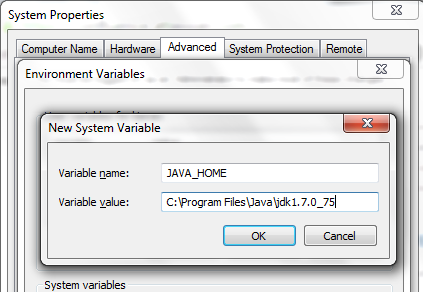 System Properties
Computer Name Hardware Advanced System Protection Remote
Environment Variables
New System Variable
Variable name: JAVA_HOME
Variable value: C:\Program Files\Java\jdk1.7.0_75
OK Cancel
System variables